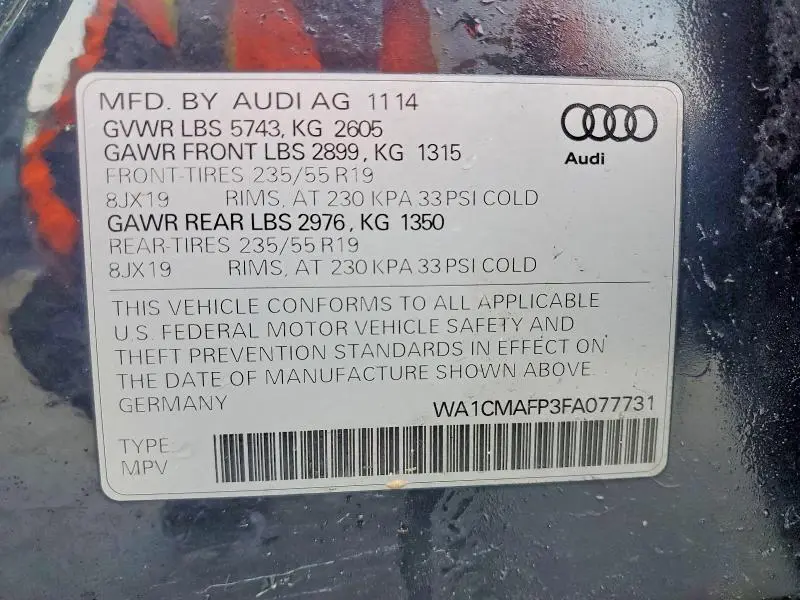 MFD. BY AUDI AG 11 14
GVWR LBS 5743, KG 2605
GAWR FRONT LBS 2899, KG 1315
FRONT-TIRES 235/55 R19
8JX19 RIMS, AT 230 KPA 33 PSI COLD
GAWR REAR LBS 2976, KG 1350
REAR-TIRES 235/55 R19
8JX19 RIMS, AT 230 KPA 33 PSI COLD
Audi
THIS VEHICLE CONFORMS TO ALL APPLICABLE
U.S. FEDERAL MOTOR VEHICLE SAFETY AND
THEFT PREVENTION STANDARDS IN EFFECT ON
THE DATE OF MANUFACTURE SHOWN ABOVE.
GERMANY WA1CMAFP3FA077731
TYPE
MPV